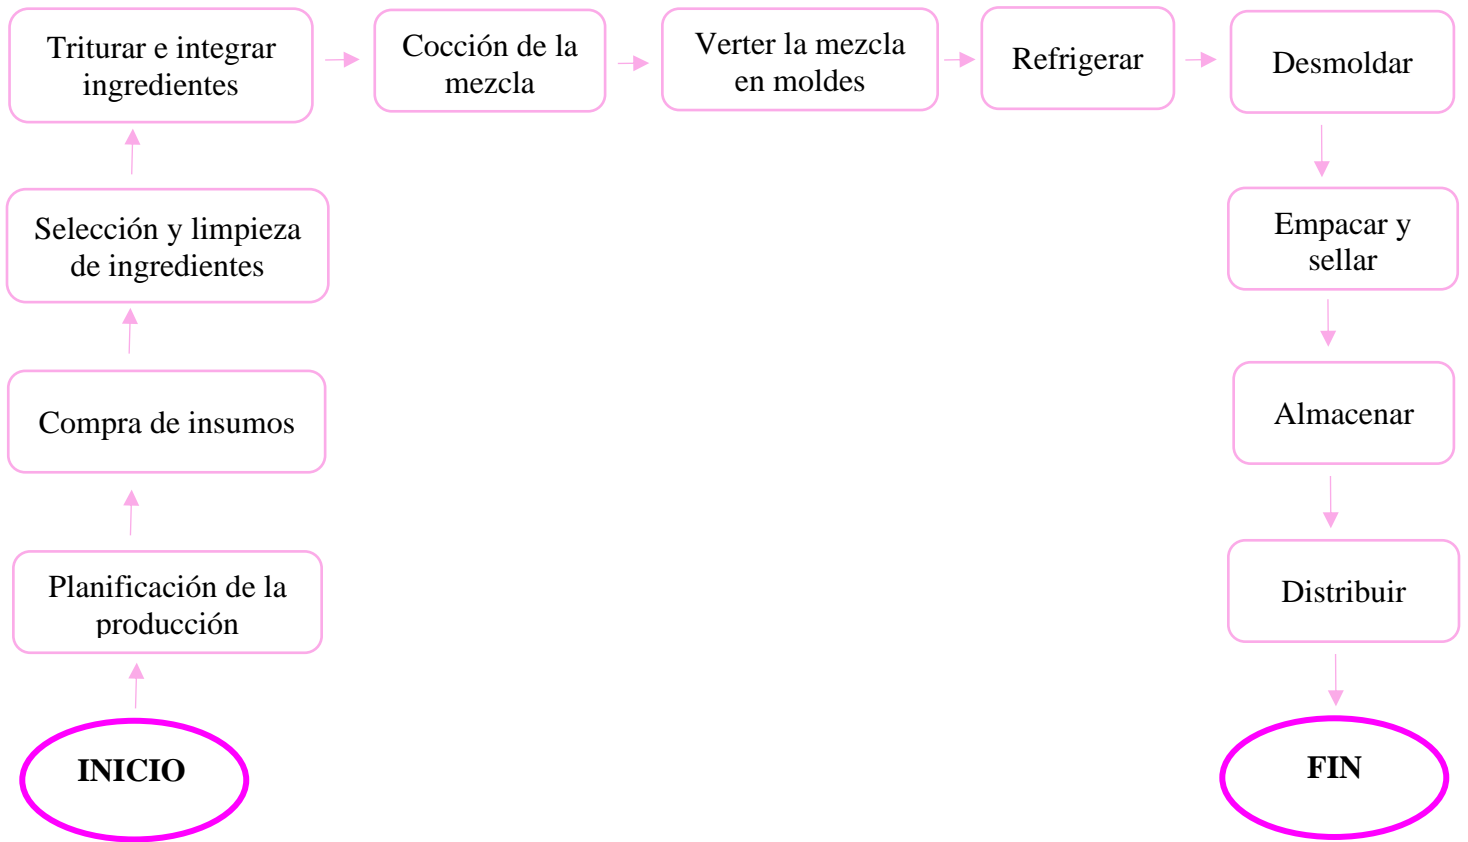 Triturar e integrar
ingredientes
Cocción de la
mezcla
Verter la mezcla
en moldes
Refrigerar
Desmoldar
Selección y limpieza
de ingredientes
Empacar y
sellar
Compra de insumos
Almacenar
Planificación de la
producción
Distribuir
INICIO
FIN